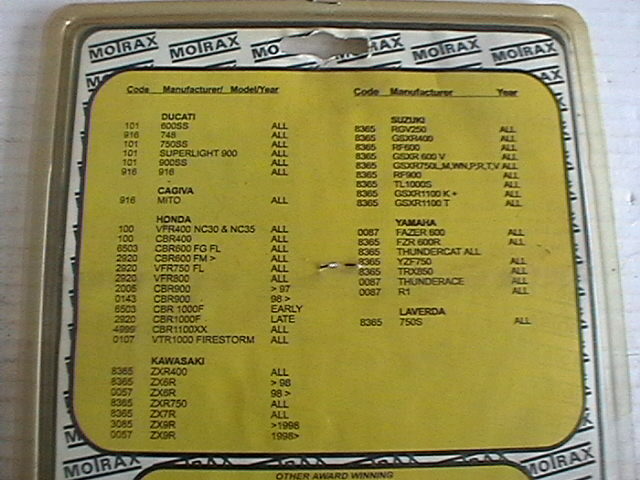 MOTRAX MOTRAX MOTRAX MOTRAX MOTRAX
Code Manufacturer/ Model/Year
DUCATI
101 600SS ALL
916 748 ALL
101 750SS ALL
101 SUPERLIGHT 900 ALL
101 900SS ALL
916 916 ALL
CAGIVA
916 MITO ALL
HONDA
100 VFR400 NC30 & NC35 ALL
100 CBR400 ALL
6503 CBR600 FG FL ALL
2920 CBR600 FM > ALL
2920 VFR750 FL ALL
2920 VFR800 ALL
2005 CBR900 > 97
0143 CBR900 98 >
6503 CBR 1000F EARLY
2920 CBR1000F LATE
4999 CBR1100XX ALL
0107 VTR1000 FIRESTORM ALL
KAWASAKI
8365 ZXR400 ALL
8365 ZX6R > 98
0057 ZX6R 98 >
8365 ZXR750 ALL
8365 ZX7R ALL
3085 ZX9R >1998
0057 ZX9R 1998>
Code Manufacturer Year
SUZUKI
8365 RGV250 ALL
8365 GSXR400 ALL
8365 RF600 ALL
8365 GSXR 600 V ALL
8365 GSXR750L,M,WN,P,R,T,V ALL
8365 RF900 ALL
8365 TL1000S ALL
8365 GSXR1100 K + ALL
8365 GSXR1100 T ALL
YAMAHA
0087 FAZER 600 ALL
8365 FZR 600R ALL
8365 THUNDERCAT ALL
8365 YZF750 ALL
8365 TRX850 ALL
0087 THUNDERACE ALL
0087 R1 ALL
LAVERDA
8365 750S ALL
MOTRAX MOTRAX
OTHER AWARD WINNING